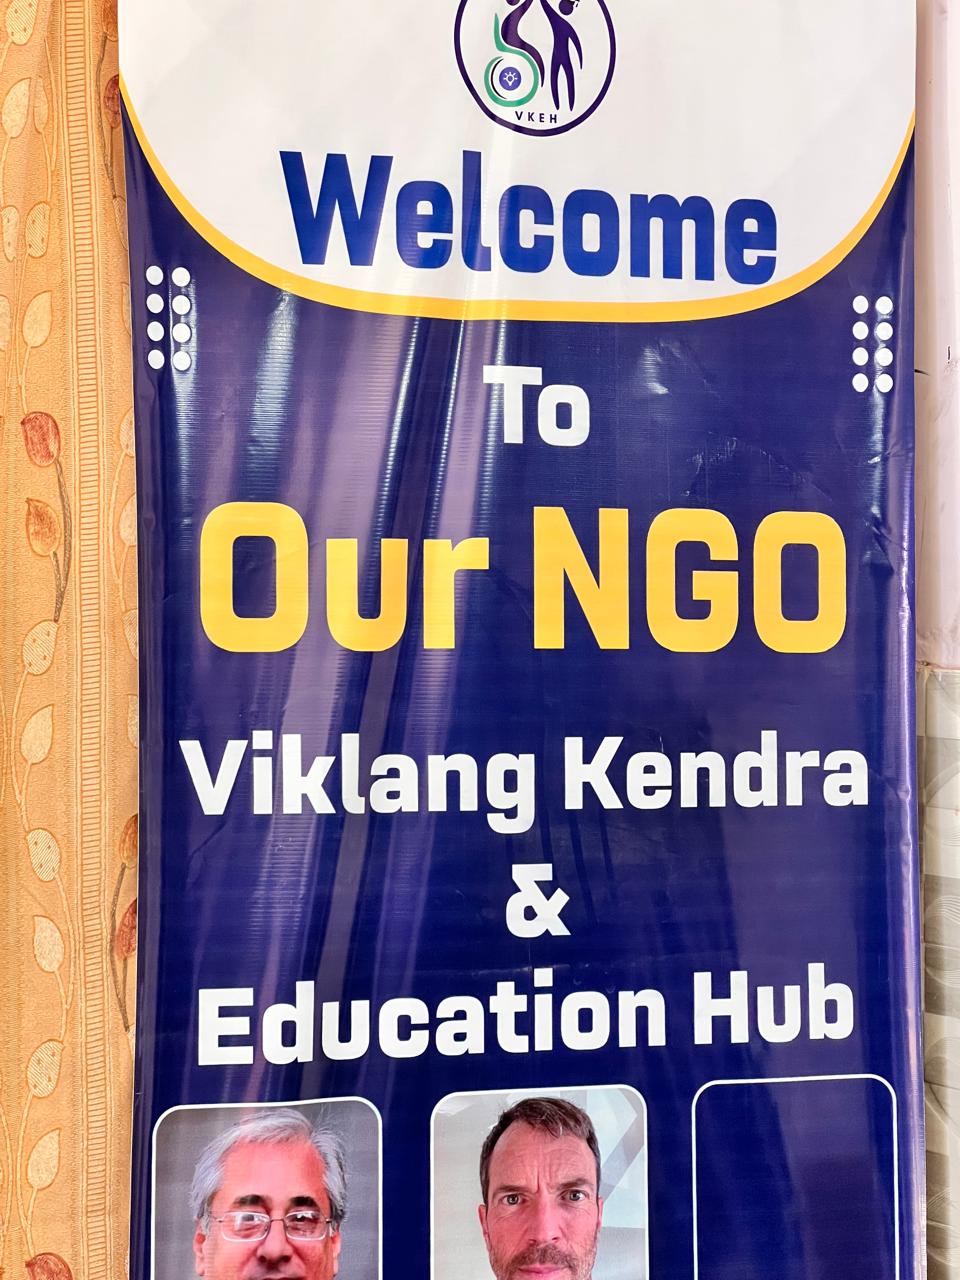 VKEH
Welcome
To
Our NGO
Viklang Kendra
&
Education Hub